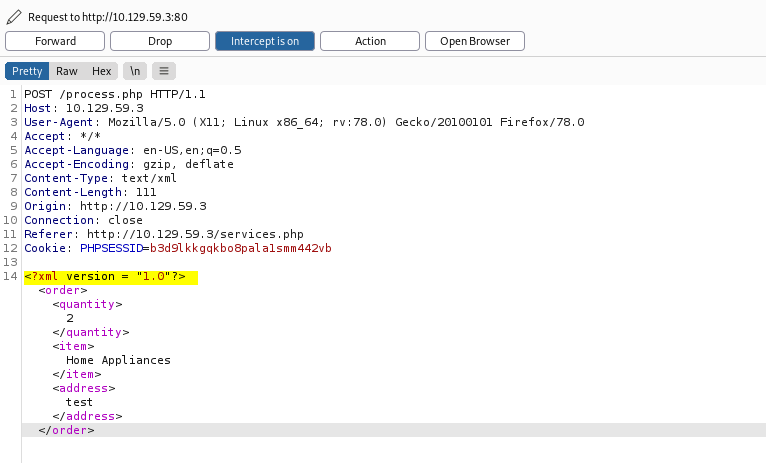 Request to http://10.129.59.3:80
Forward Drop Intercept is on Action Open Browser
Pretty Raw Hex \n ≡
1 POST /process.php HTTP/1.1
2 Host: 10.129.59.3
3 User-Agent: Mozilla/5.0 (X11; Linux x86_64; rv:78.0) Gecko/20100101 Firefox/78.0
4 Accept: */*
5 Accept-Language: en-US,en;q=0.5
6 Accept-Encoding: gzip, deflate
7 Content-Type: text/xml
8 Content-Length: 111
9 Origin: http://10.129.59.3
10 Connection: close
11 Referer: http://10.129.59.3/services.php
12 Cookie: PHPSESSID=b3d9lkkgqkbo8pala1smm442vb
13
14 <?xml version = "1.0"?>
<order>
<quantity>
2
</quantity>
<item>
Home Appliances
</item>
<address>
test
</address>
</order>